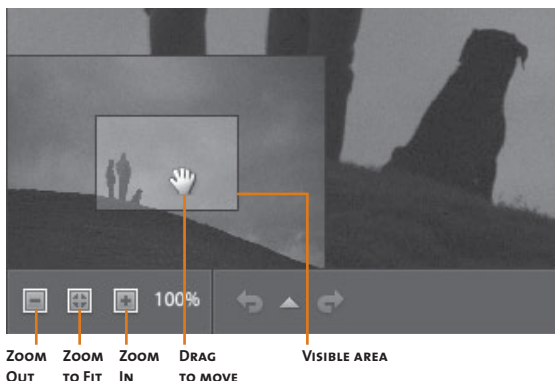 100%
ZOOM ZOOM ZOOM DRAG VISIBLE AREA
OUT TO FIT IN TO MOVE